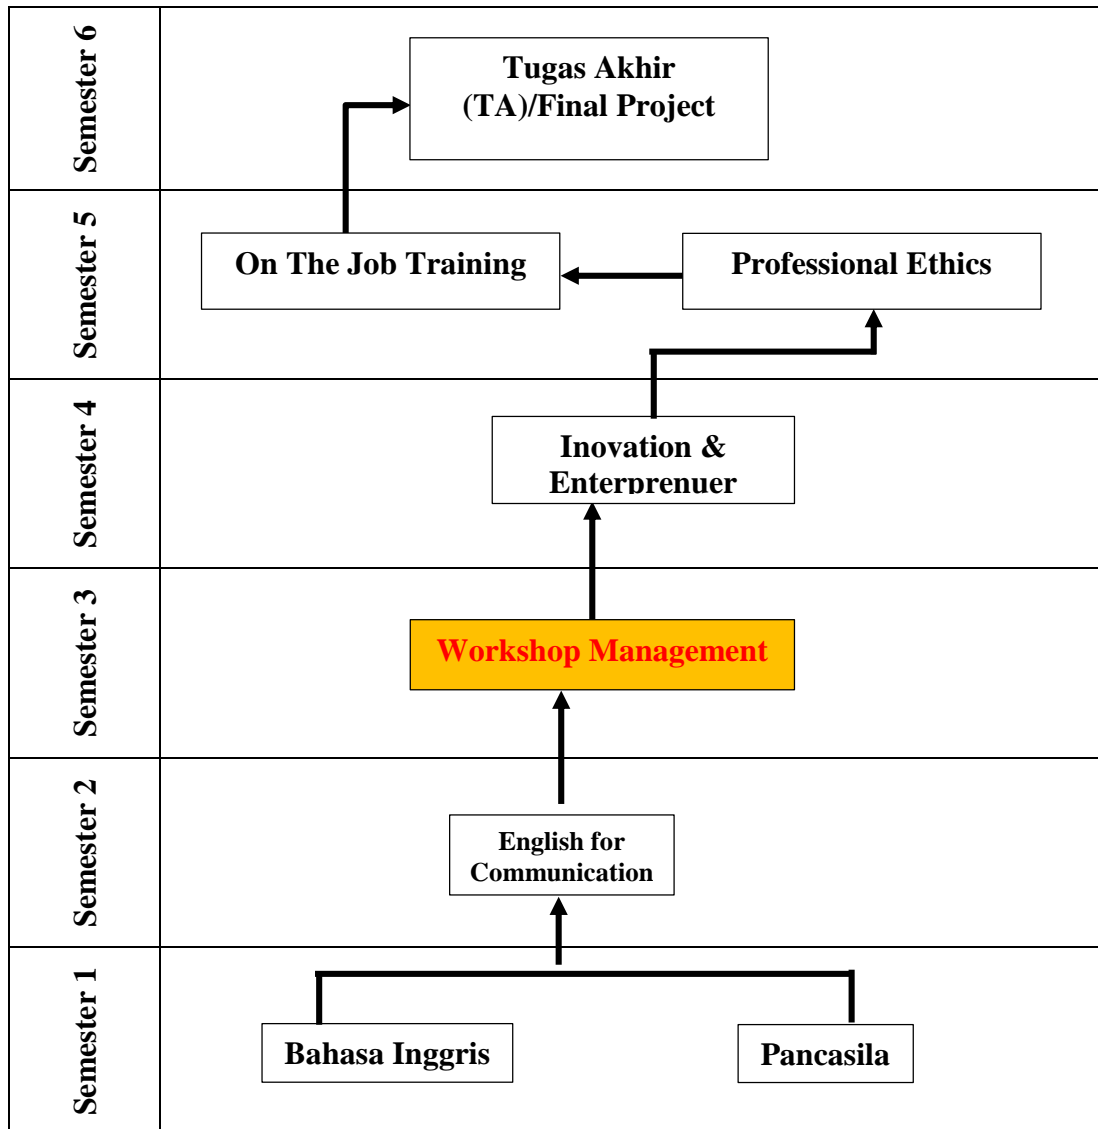 Semester 6
Tugas Akhir
(TA)/Final Project
Semester 5
On The Job Training
Professional Ethics
Semester 4
Inovation &
Enterprenuer
Semester 3
Workshop Management
Semester 2
English for
Communication
Semester 1
Bahasa Inggris
Pancasila